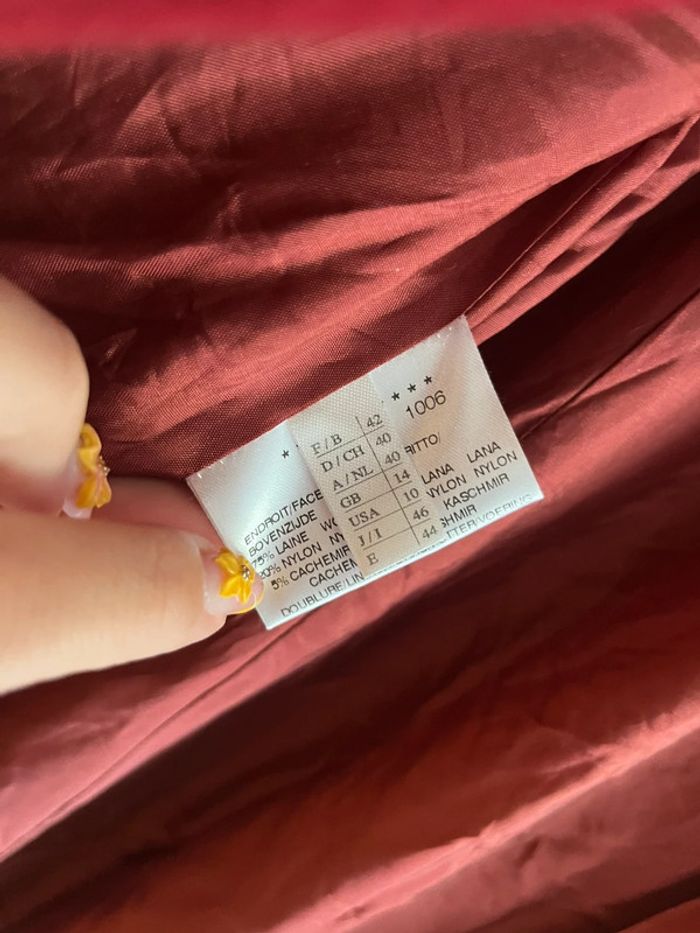 * * * *
1006
F/B 42
D/CH 40
A/NL 40
GB 14
USA 10
J/I 46
E 44
ENDROIT/FACE RITTO/
BOVENZIJDE
75% LAINE WO LANA LANA
20% NYLON NY NYLON NYLON
5% CACHEMIR KASCHMIR
CACHEM HMIR
DOUBLURE/LIN TTER/VOERING